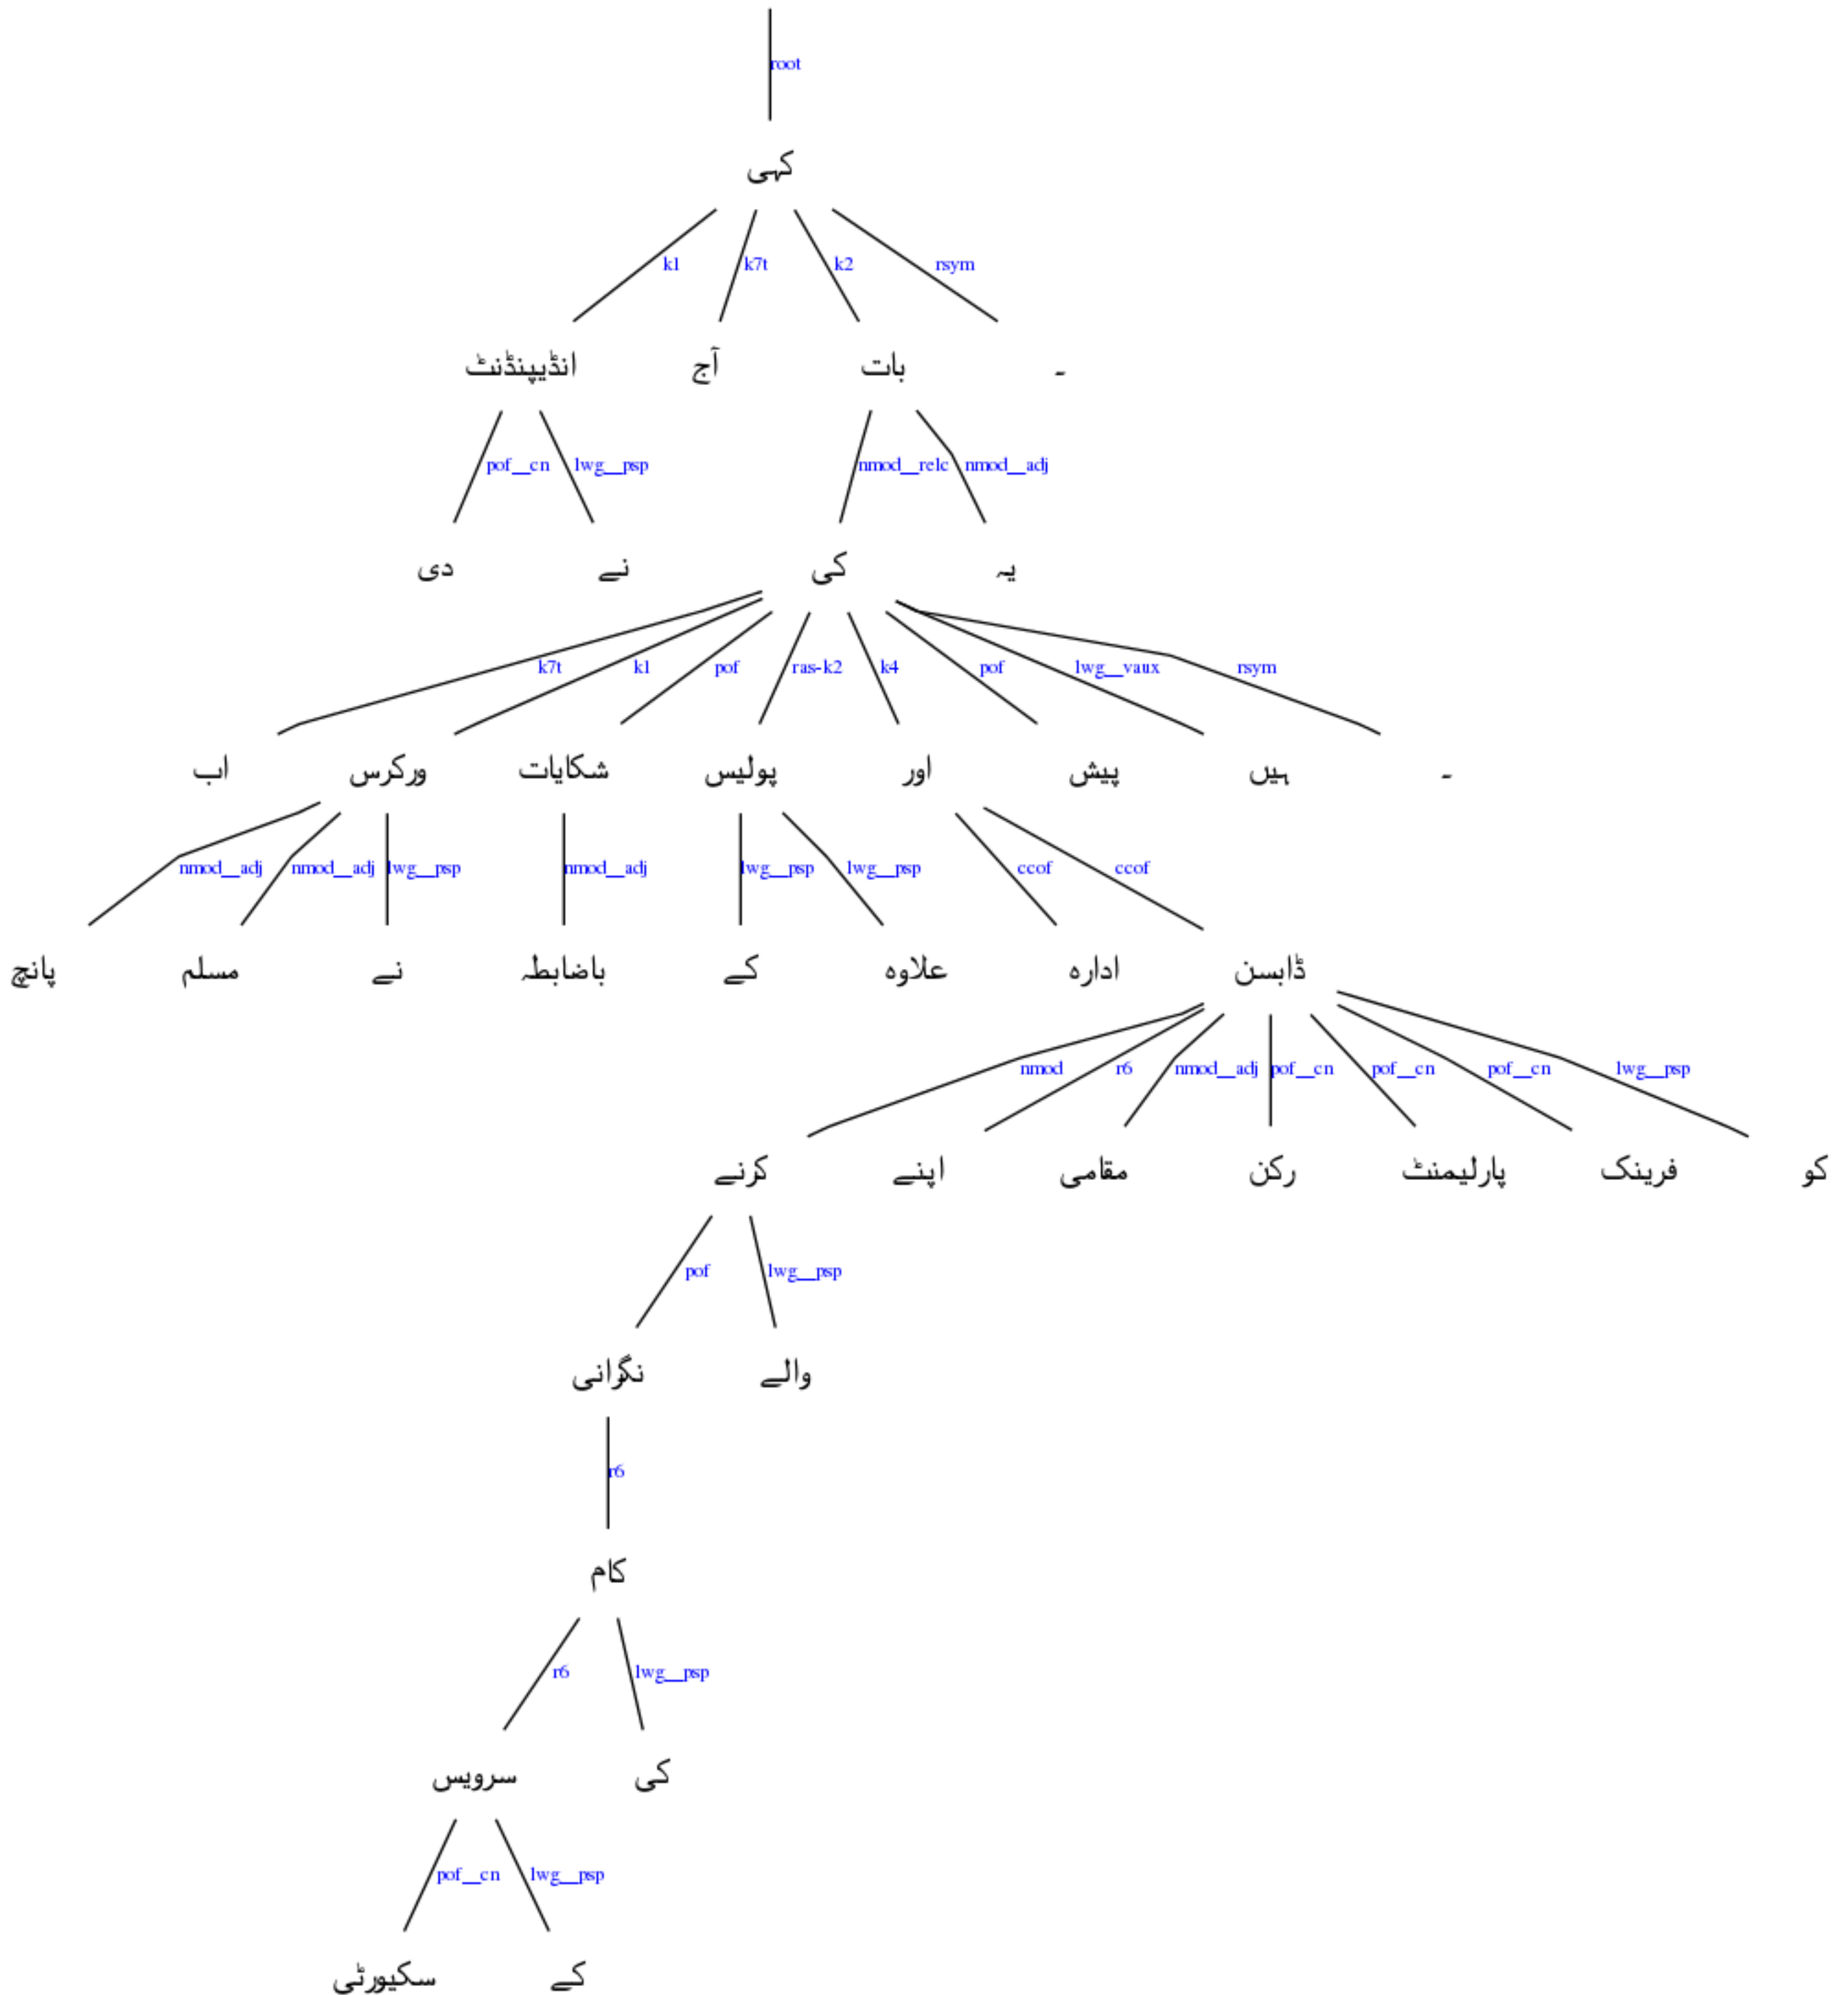 root
کہی
k1 k7t k2 rsym
انڈیپنڈنٹ آج بات ۔
pof__cn lwg__psp nmod__relc nmod__adj
دی نے کی یہ
k7t k1 pof ras-k2 k4 pof lwg__vaux rsym
اب ورکرس شکایات پولیس اور پیش ہیں ۔
nmod__adj nmod__adj lwg__psp nmod__adj lwg__psp lwg__psp ccof ccof
پانچ مسلم نے باضابطہ کے علاوہ ادارہ ڈابسن
nmod r6 nmod__adj pof__cn pof__cn pof__cn lwg__psp
کرنے اپنے مقامی رکن پارلیمنٹ فرینک کو
pof lwg__psp
نگرانی والے
r6
کام
r6 lwg__psp
سرویس کی
pof__cn lwg__psp
سکیورٹی کے